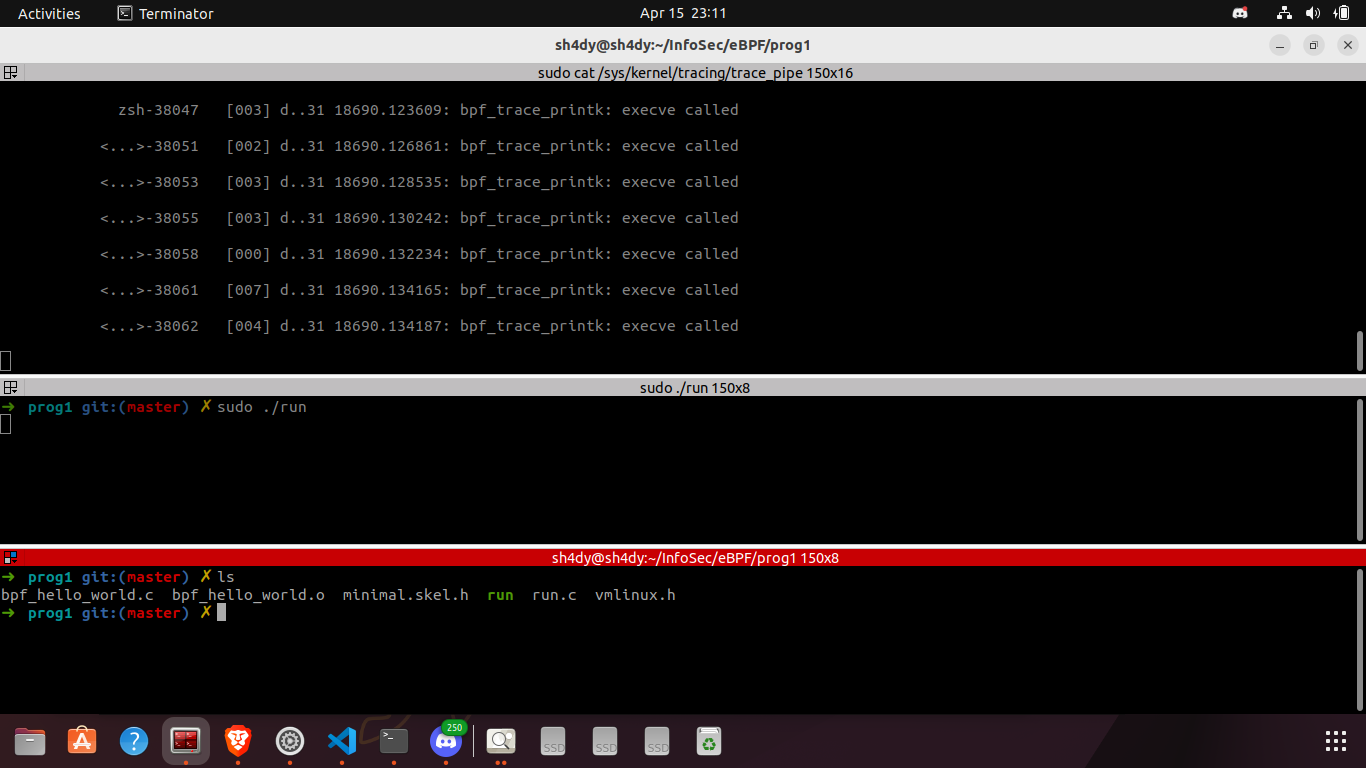 Activities Terminator Apr 15 23:11
sh4dy@sh4dy:~/InfoSec/eBPF/prog1
sudo cat /sys/kernel/tracing/trace_pipe 150x16
zsh-38047 [003] d..31 18690.123609: bpf_trace_printk: execve called
<...>-38051 [002] d..31 18690.126861: bpf_trace_printk: execve called
<...>-38053 [003] d..31 18690.128535: bpf_trace_printk: execve called
<...>-38055 [003] d..31 18690.130242: bpf_trace_printk: execve called
<...>-38058 [000] d..31 18690.132234: bpf_trace_printk: execve called
<...>-38061 [007] d..31 18690.134165: bpf_trace_printk: execve called
<...>-38062 [004] d..31 18690.134187: bpf_trace_printk: execve called
sudo ./run 150x8
➜ prog1 git:(master) ✗ sudo ./run
sh4dy@sh4dy:~/InfoSec/eBPF/prog1 150x8
➜ prog1 git:(master) ✗ ls
bpf_hello_world.c bpf_hello_world.o minimal.skel.h run run.c vmlinux.h
➜ prog1 git:(master) ✗
250
SSD SSD SSD